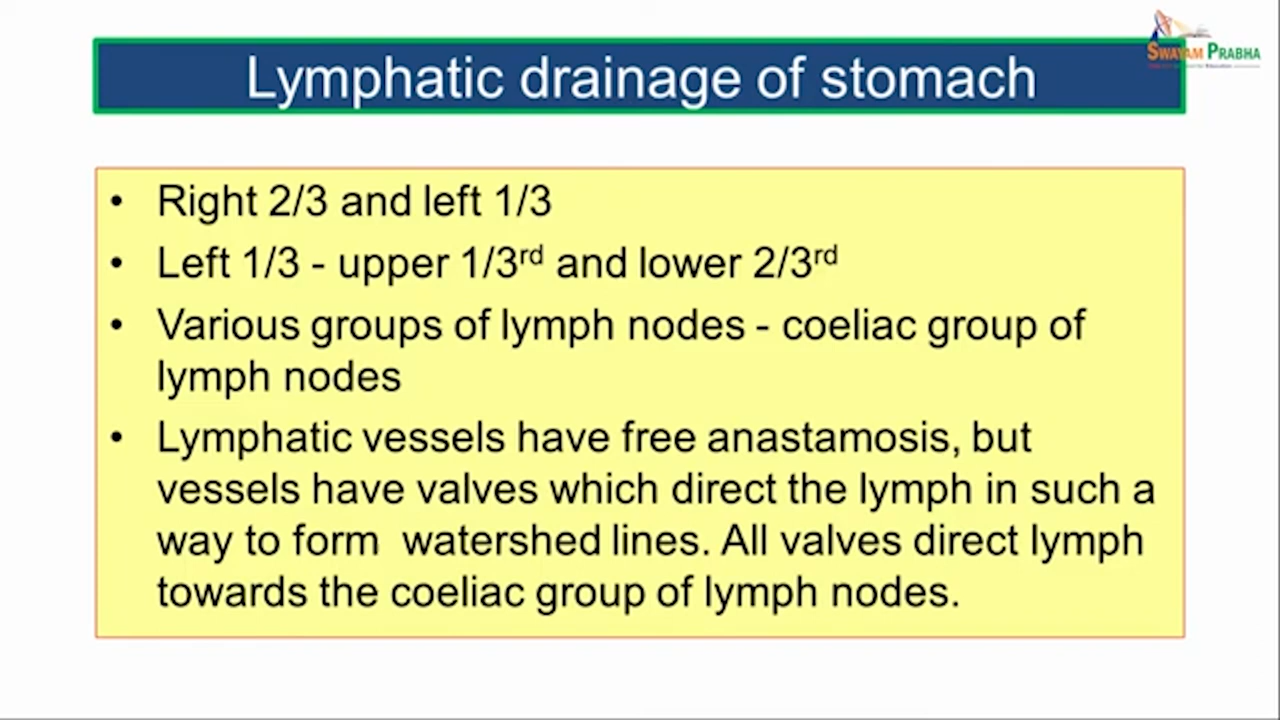 SWAYAM PRABHA
Lymphatic drainage of stomach
• Right 2/3 and left 1/3
• Left 1/3 - upper 1/3rd and lower 2/3rd
• Various groups of lymph nodes - coeliac group of
lymph nodes
• Lymphatic vessels have free anastamosis, but
vessels have valves which direct the lymph in such a
way to form watershed lines. All valves direct lymph
towards the coeliac group of lymph nodes.